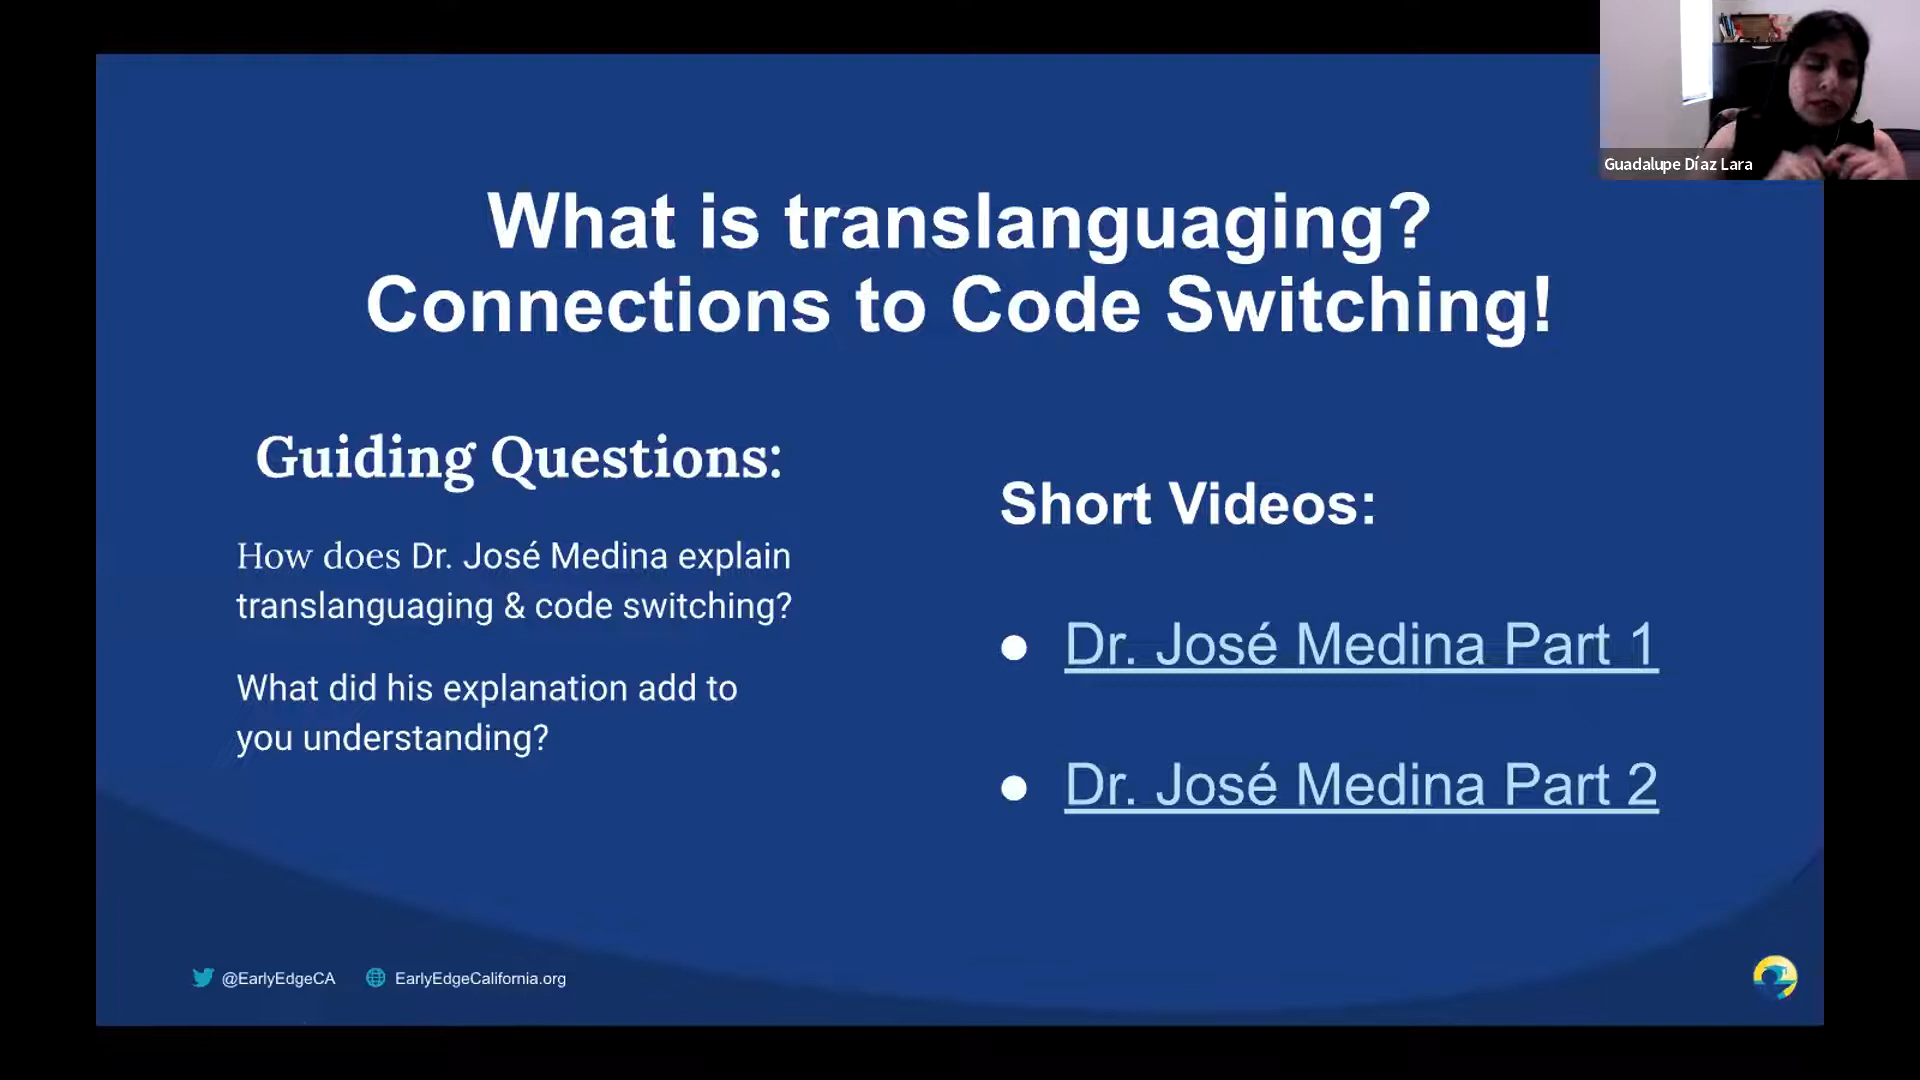 Guadalupe Díaz Lara
What is translanguaging?
Connections to Code Switching!
Guiding Questions:
How does Dr. José Medina explain
translanguaging & code switching?
What did his explanation add to
you understanding?
Short Videos:
● Dr. José Medina Part 1
● Dr. José Medina Part 2
@EarlyEdgeCA
EarlyEdgeCalifornia.org